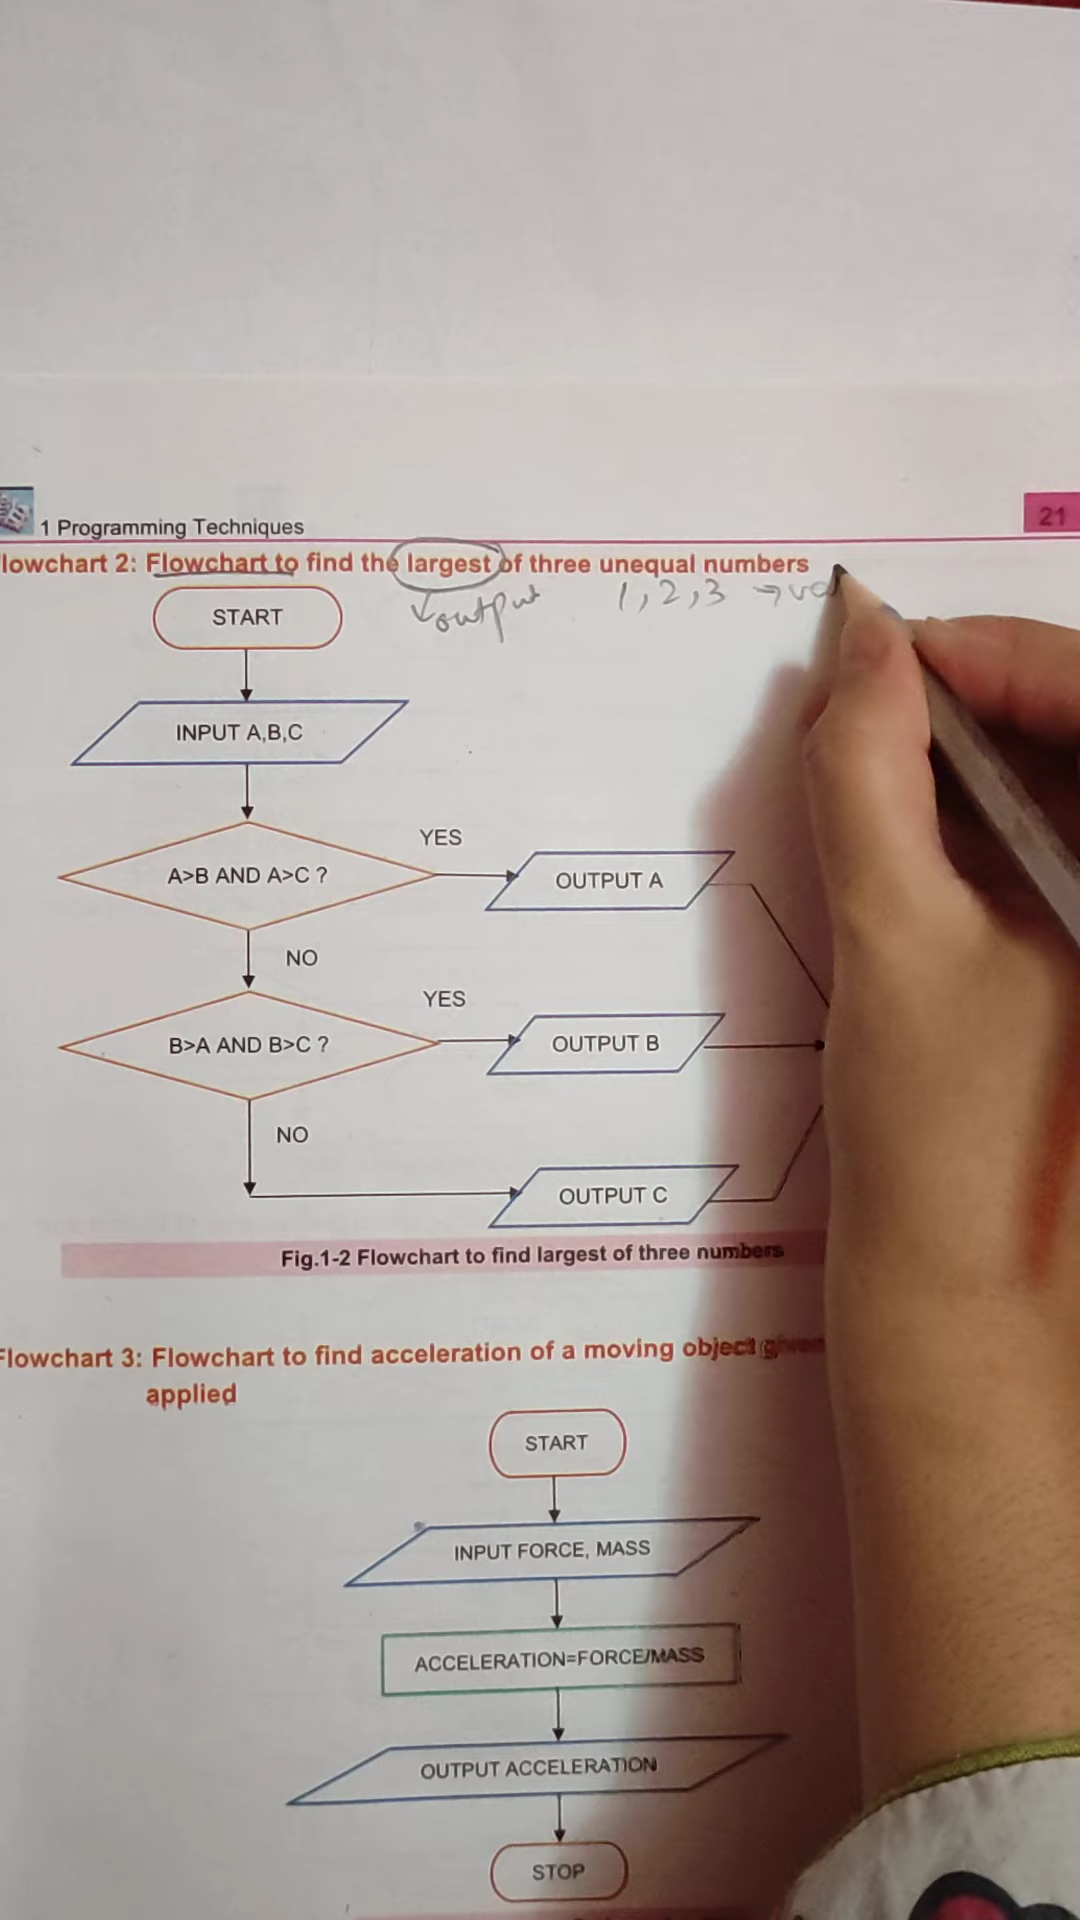 1 Programming Techniques
21
lowchart 2: Flowchart to find the largest of three unequal numbers
output 1, 2, 3
START
INPUT A,B,C
YES
A>B AND A>C ?
OUTPUT A
NO
YES
B>A AND B>C ?
OUTPUT B
NO
OUTPUT C
Fig.1-2 Flowchart to find largest of three numbers
Flowchart 3: Flowchart to find acceleration of a moving object given
applied
START
INPUT FORCE, MASS
ACCELERATION=FORCE/MASS
OUTPUT ACCELERATION
STOP